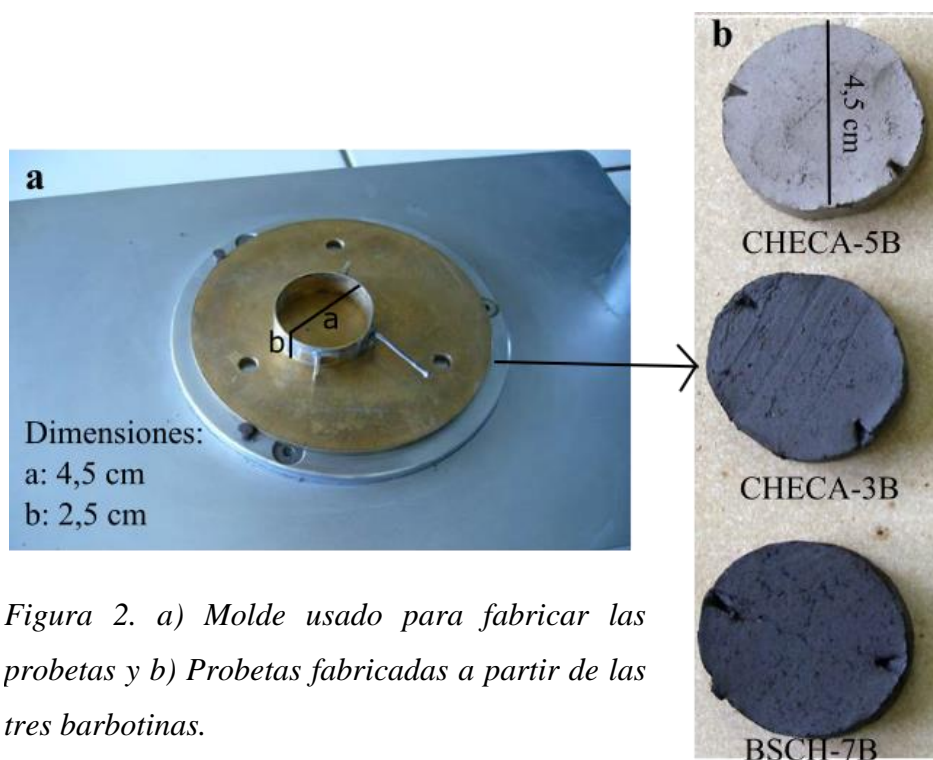 a
a
b
Dimensiones:
a: 4,5 cm
b: 2,5 cm
b
4,5 cm
CHECA-5B
CHECA-3B
BSCH-7B
Figura 2. a) Molde usado para fabricar las
probetas y b) Probetas fabricadas a partir de las
tres barbotinas.